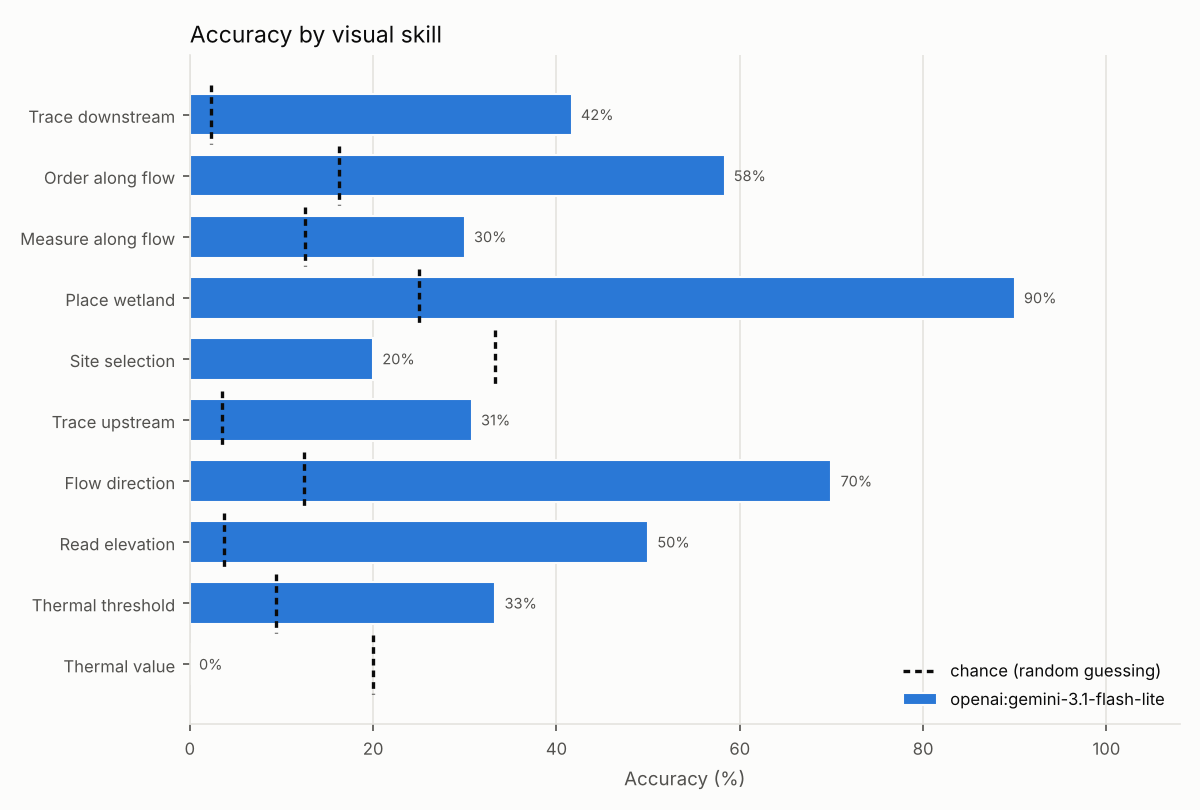 Accuracy by visual skill
Trace downstream 42%
Order along flow 58%
Measure along flow 30%
Place wetland 90%
Site selection 20%
Trace upstream 31%
Flow direction 70%
Read elevation 50%
Thermal threshold 33%
Thermal value 0%
chance (random guessing)
openai:gemini-3.1-flash-lite
0 20 40 60 80 100
Accuracy (%)